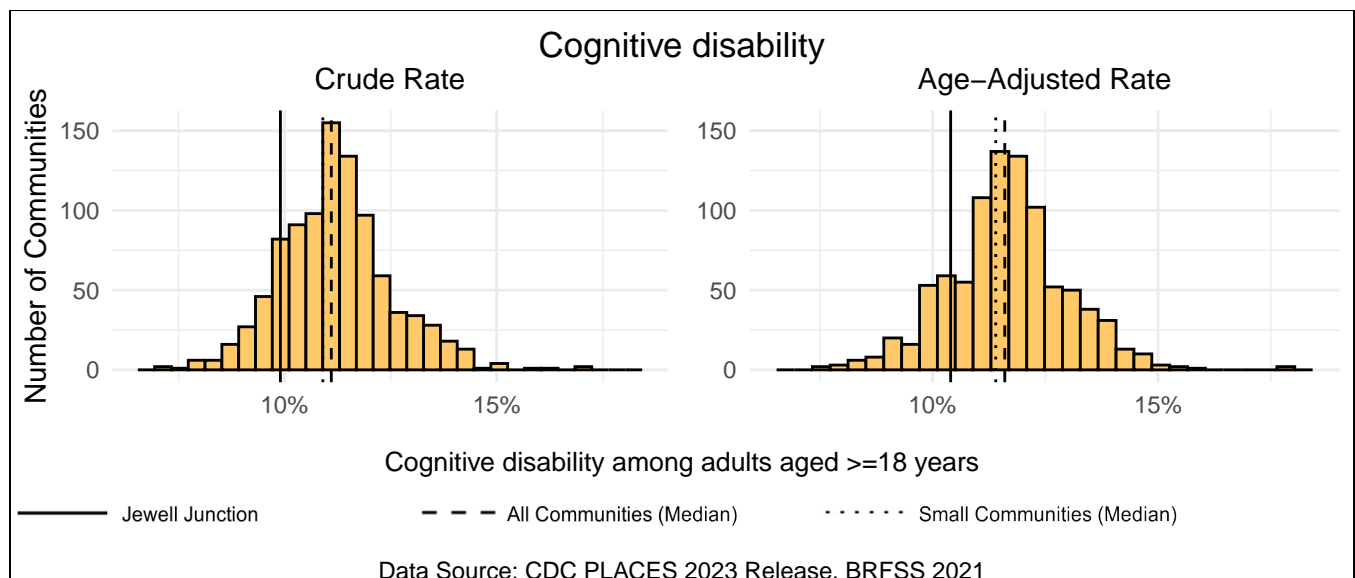 Cognitive disability
Crude Rate
Age−Adjusted Rate
Number of Communities
150
100
50
0
10%
15%
150
100
50
0
10%
15%
Cognitive disability among adults aged >=18 years
Jewell Junction
All Communities (Median)
Small Communities (Median)
Data Source: CDC PLACES 2023 Release, BRFSS 2021